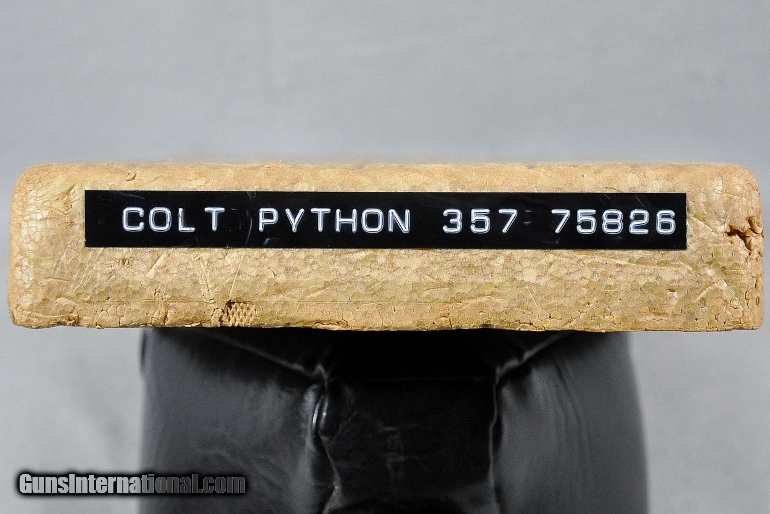 COLT PYTHON 357 75826
GunsInternational.com